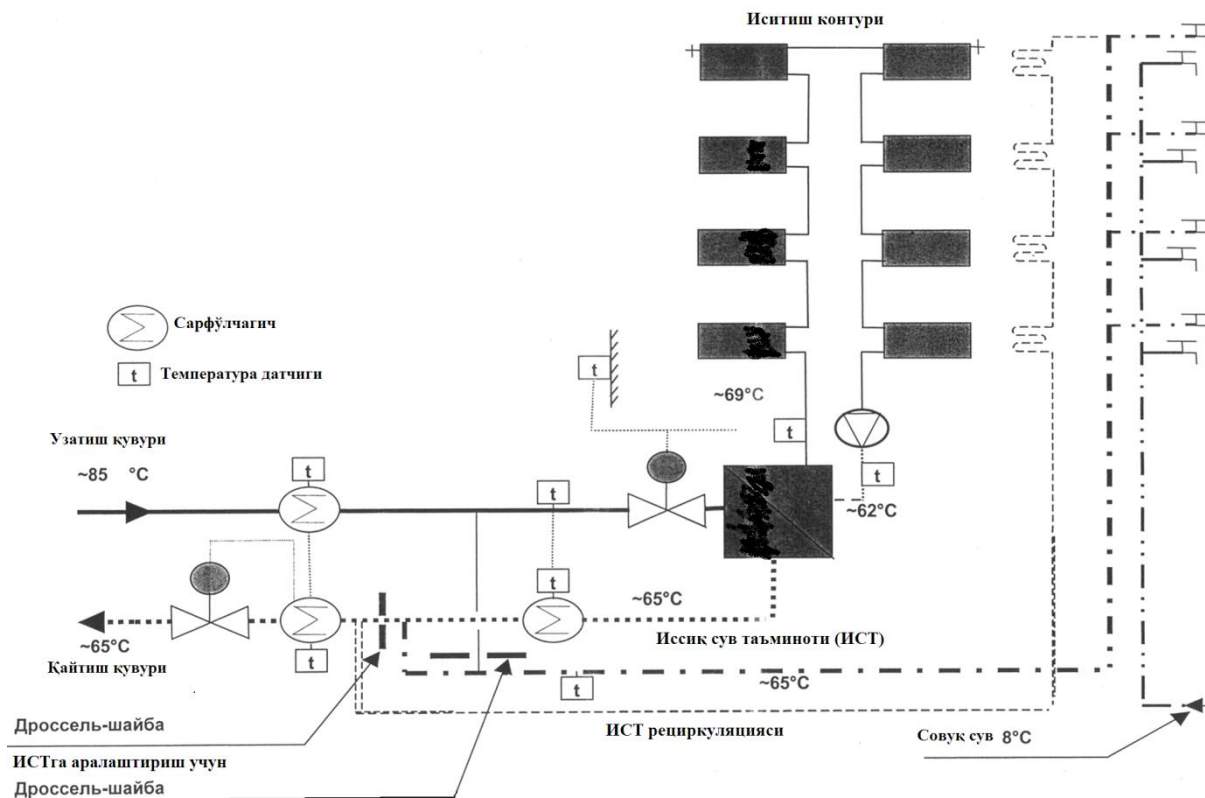 Иситиш контури
Сарфўлчагич
t
Температура датчиги
t
~69°C
t
Узатиш қувури
~85 °C
t
t
t
~62°C
t
~65°C
~65°C
Қайтиш қувури
t
Иссиқ сув таъминоти (ИСТ)
t
~65°C
Дроссель-шайба
ИСТ рециркуляцияси
Совуқ сув 8°C
ИСТга аралаштириш учун
Дроссель-шайба